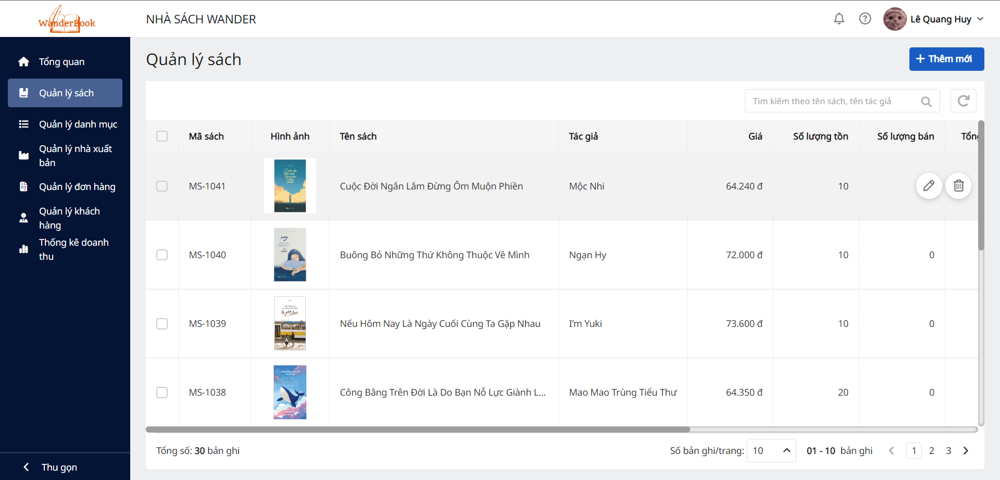 WanderBook
NHÀ SÁCH WANDER
Lê Quang Huy
Tổng quan
Quản lý sách
Quản lý danh mục
Quản lý nhà xuất
bản
Quản lý đơn hàng
Quản lý khách
hàng
Thống kê doanh
thu
Thu gọn
Quản lý sách
Thêm mới
Tìm kiếm theo tên sách, tên tác giả
Mã sách Hình ảnh Tên sách Tác giả Giá Số lượng tồn Số lượng bán Tổng
MS-1041 Cuộc Đời Ngắn Lắm Đừng Ôm Muộn Phiền Mộc Nhi 64.240 đ 10
MS-1040 Buông Bỏ Những Thứ Không Thuộc Về Mình Ngạn Hy 72.000 đ 10 0
MS-1039 Nếu Hôm Nay Là Ngày Cuối Cùng Ta Gặp Nhau I'm Yuki 73.600 đ 10 0
MS-1038 Công Bằng Trên Đời Là Do Bạn Nỗ Lực Giành L... Mao Mao Trùng Tiểu Thư 64.350 đ 20 0
Tổng số: 30 bản ghi
Số bản ghi/trang: 10 01 - 10 bản ghi 1 2 3